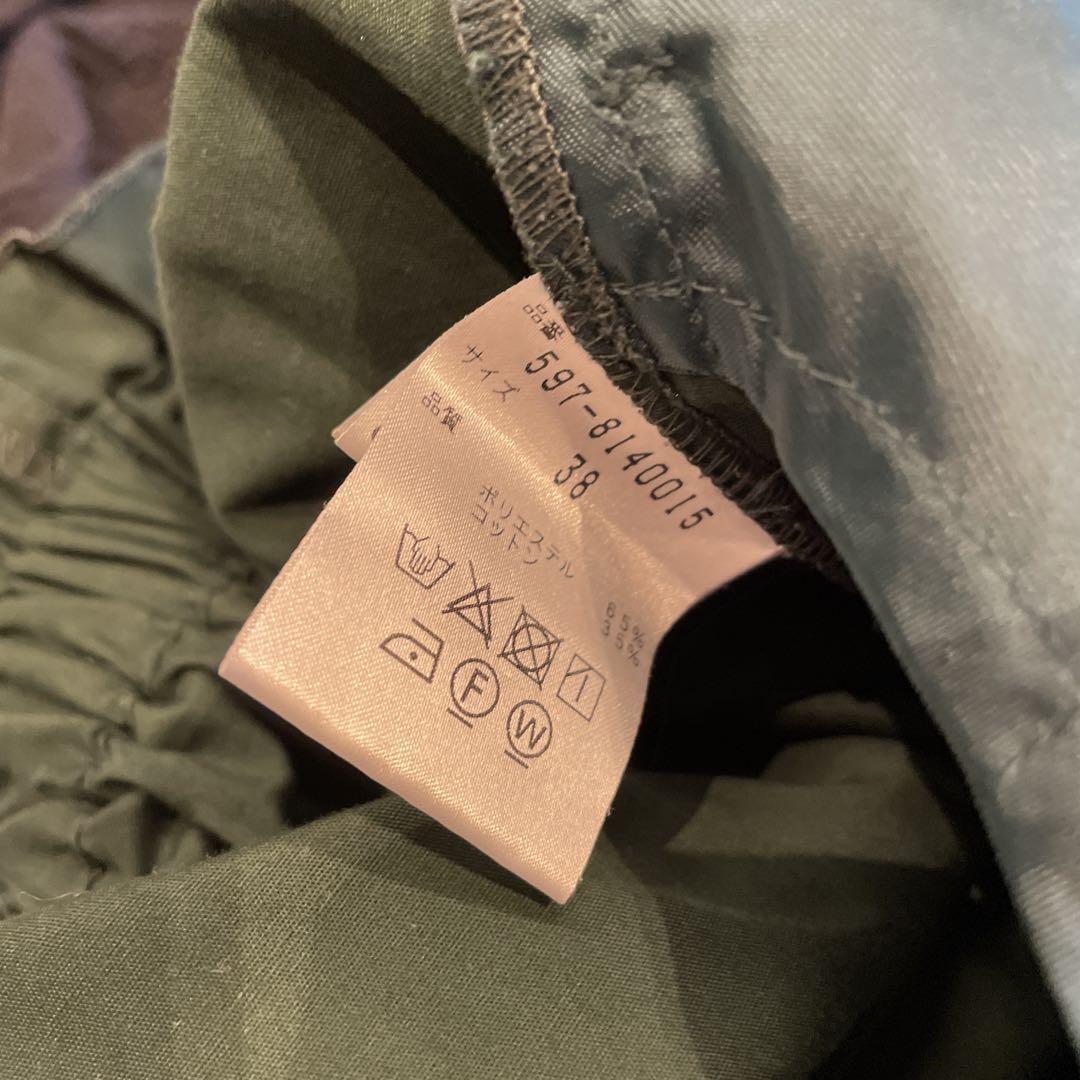 品番 597-8140015
サイズ 38
品質
ポリエステル 65%
コットン 35%
F W